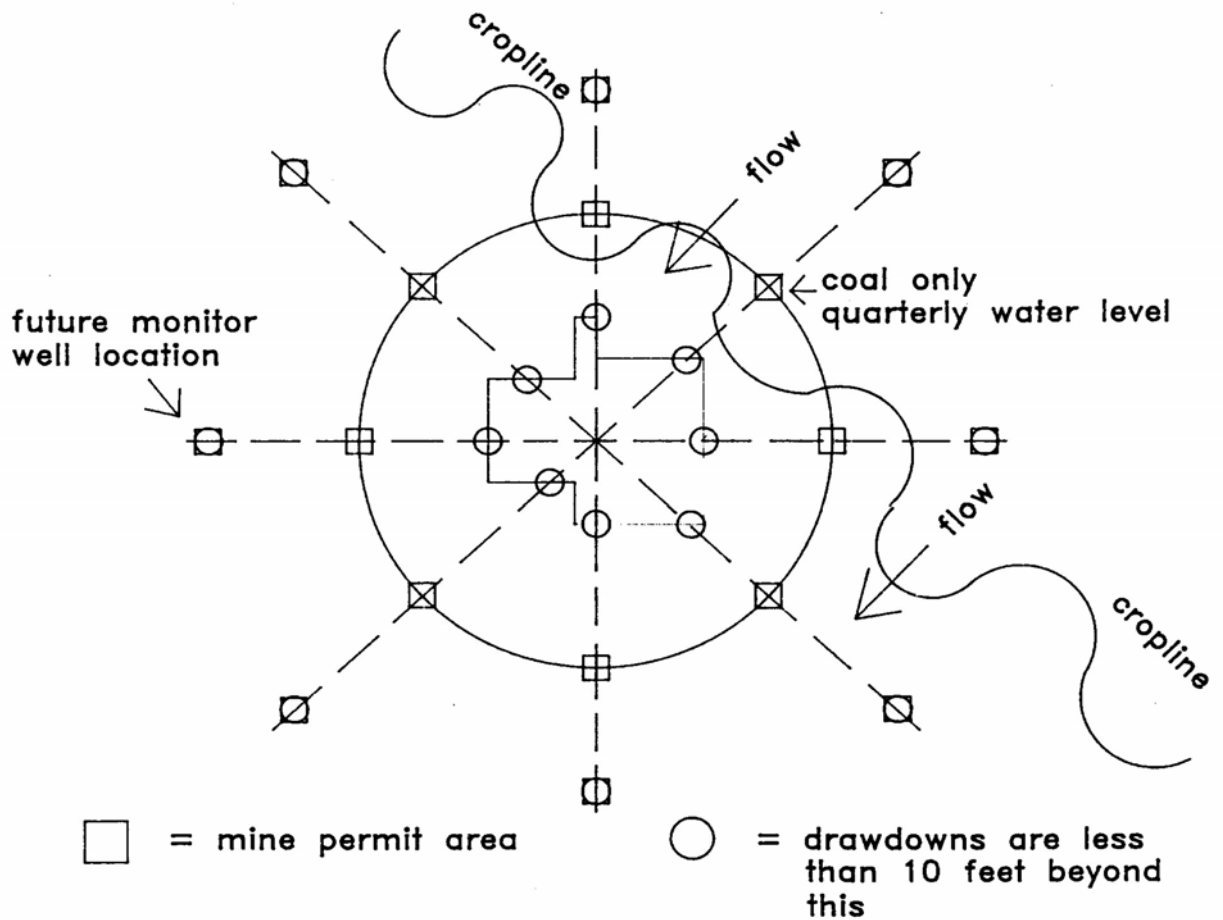 cropline
flow
coal only
quarterly water level
future monitor
well location
flow
cropline
= mine permit area
= drawdowns are less
than 10 feet beyond
this